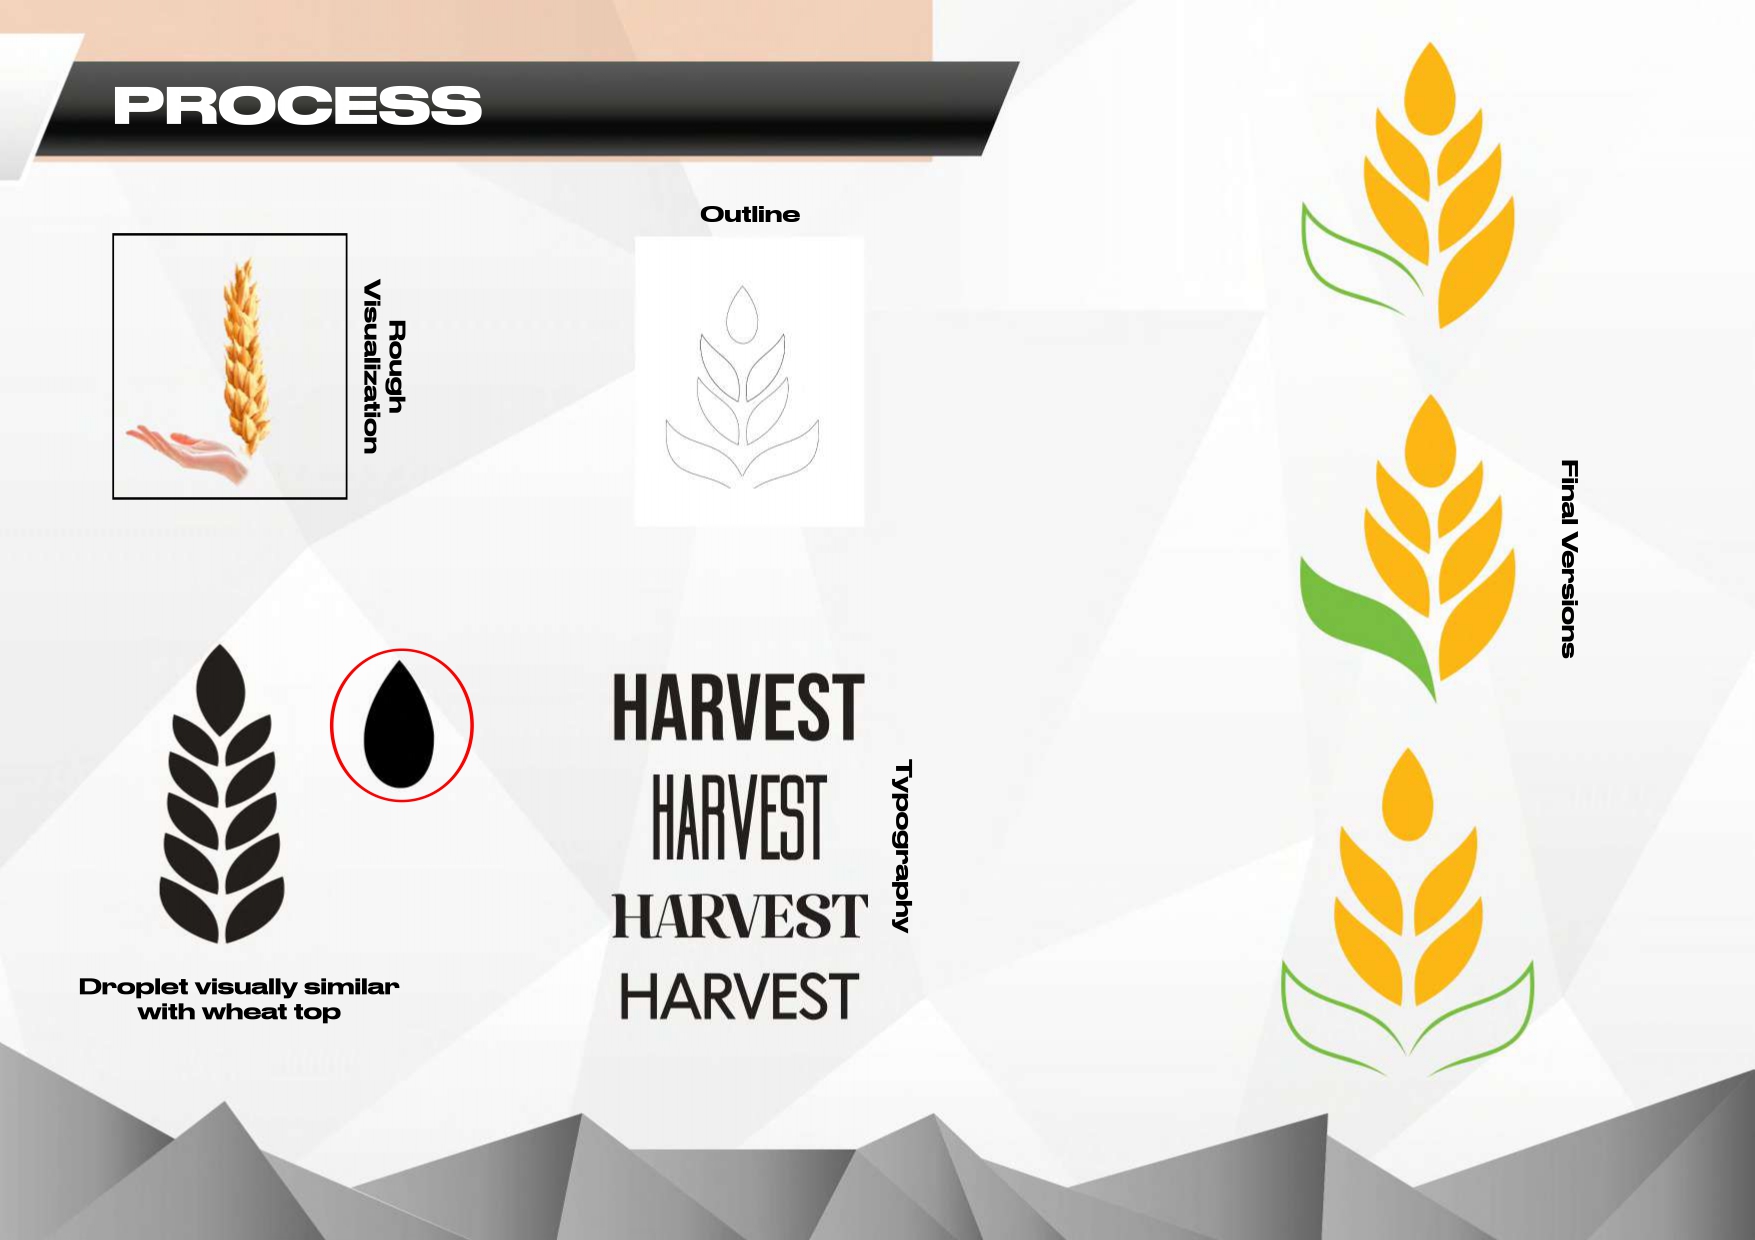 PROCESS
Rough
Visualization
Outline
Droplet visually similar
with wheat top
HARVEST
HARVEST
HARVEST
HARVEST
Typography
Final Versions